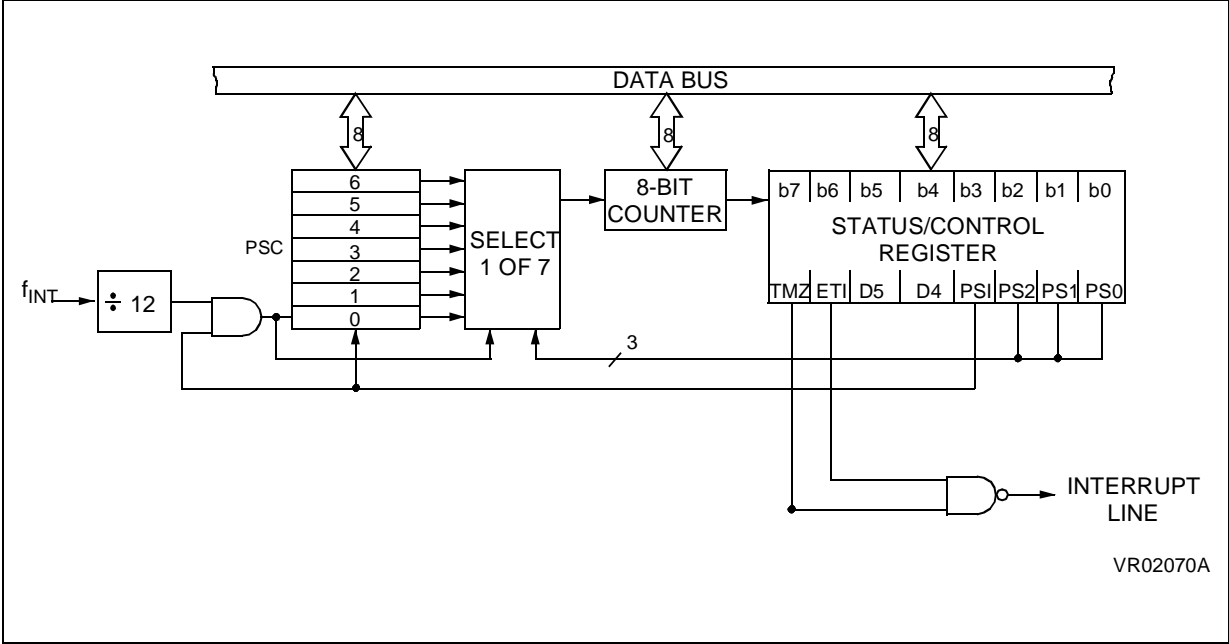 DATA BUS
8
8
8
6
5
4
3
2
1
0
PSC
SELECT
1 OF 7
8-BIT
COUNTER
b7 b6 b5 b4 b3 b2 b1 b0
STATUS/CONTROL
REGISTER
TMZ ETI D5 D4 PSI PS2 PS1 PS0
fINT
÷ 12
3
INTERRUPT
LINE
VR02070A